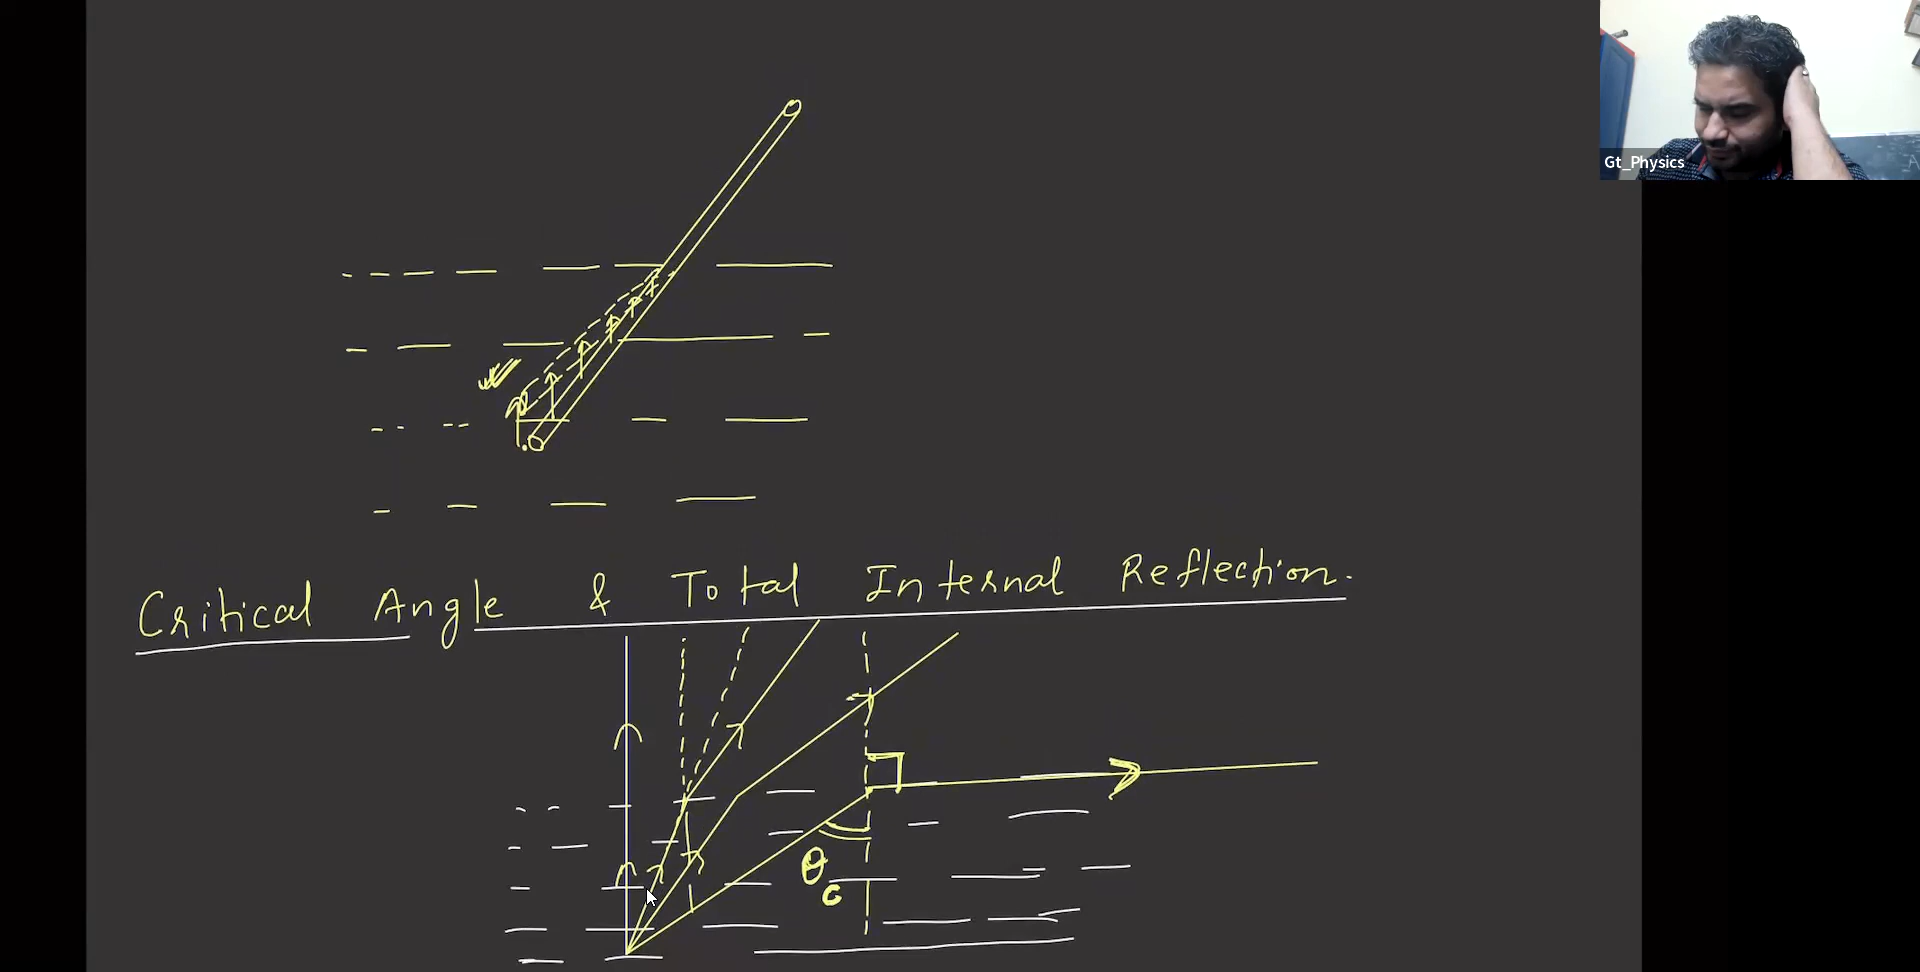 Gt_Physics
Critical Angle & Total Internal Reflection.
θc